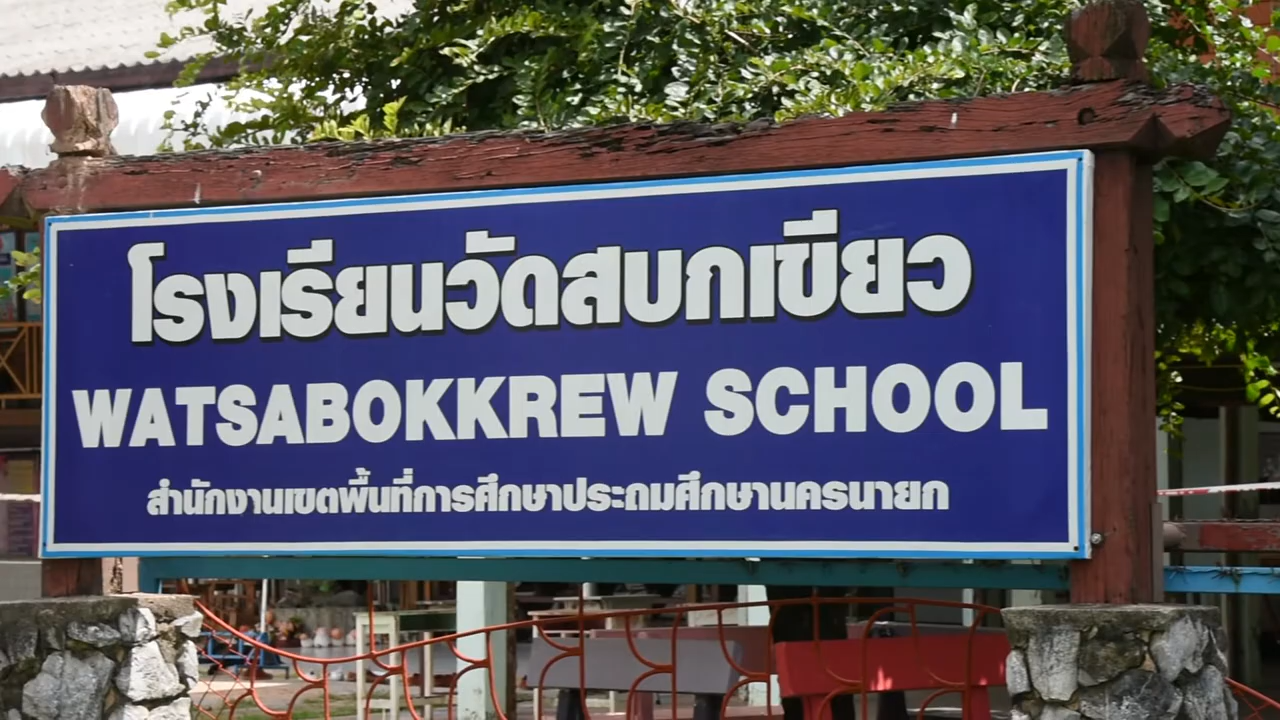 โรงเรียนวัดสบกเขียว
WATSABOKKREW SCHOOL
สำนักงานเขตพื้นที่การศึกษาประถมศึกษานครนายก